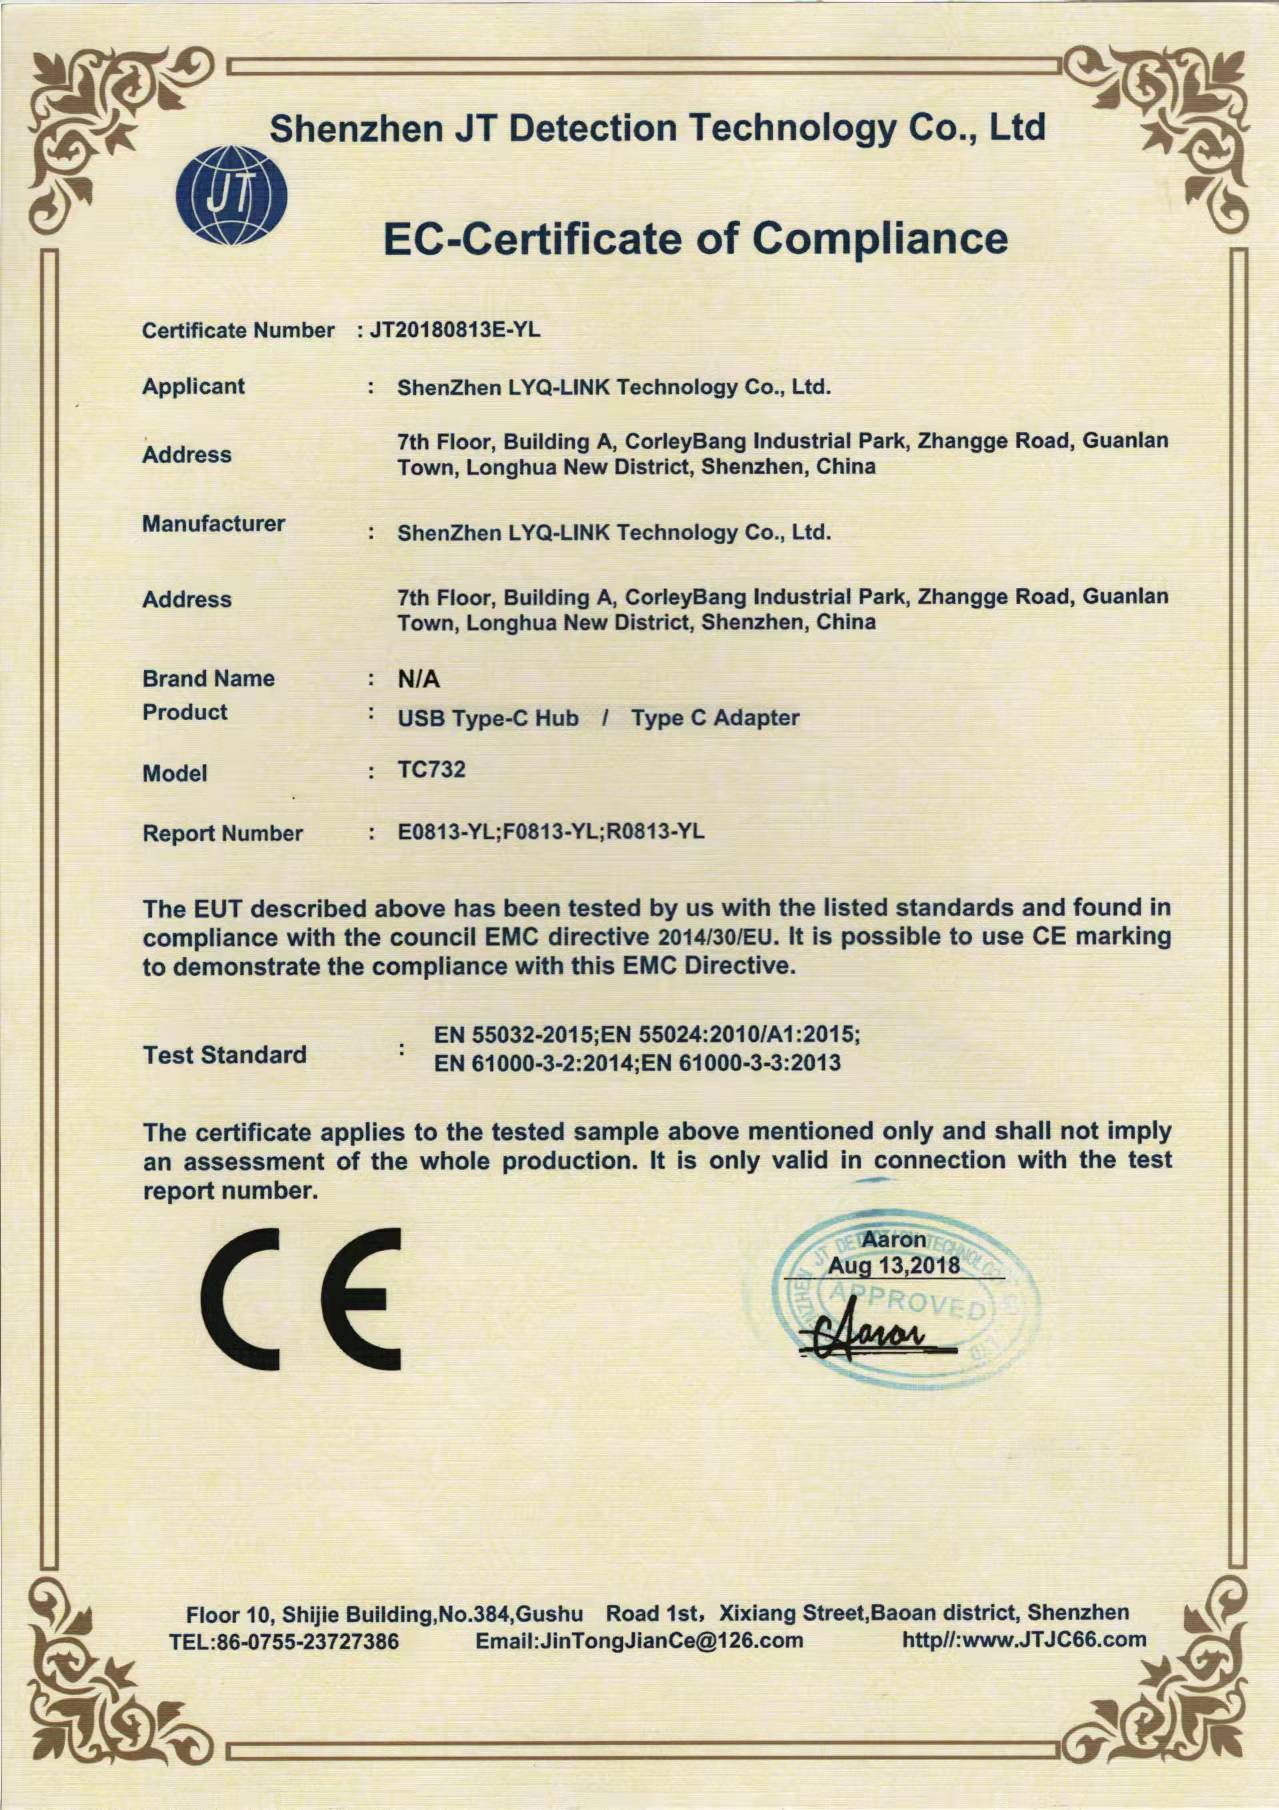 Shenzhen JT Detection Technology Co., Ltd
JT
EC-Certificate of Compliance
Certificate Number : JT20180813E-YL
Applicant : ShenZhen LYQ-LINK Technology Co., Ltd.
Address 7th Floor, Building A, CorleyBang Industrial Park, Zhangge Road, Guanlan
Town, Longhua New District, Shenzhen, China
Manufacturer : ShenZhen LYQ-LINK Technology Co., Ltd.
Address 7th Floor, Building A, CorleyBang Industrial Park, Zhangge Road, Guanlan
Town, Longhua New District, Shenzhen, China
Brand Name : N/A
Product : USB Type-C Hub / Type C Adapter
Model : TC732
Report Number : E0813-YL;F0813-YL;R0813-YL
The EUT described above has been tested by us with the listed standards and found in
compliance with the council EMC directive 2014/30/EU. It is possible to use CE marking
to demonstrate the compliance with this EMC Directive.
Test Standard : EN 55032-2015;EN 55024:2010/A1:2015;
EN 61000-3-2:2014;EN 61000-3-3:2013
The certificate applies to the tested sample above mentioned only and shall not imply
an assessment of the whole production. It is only valid in connection with the test
report number.
CE
Aaron
Aug 13,2018
APPROVED
Aaron
Floor 10, Shijie Building,No.384,Gushu Road 1st, Xixiang Street,Baoan district, Shenzhen
TEL:86-0755-23727386 Email:JinTongJianCe@126.com http//:www.JTJC66.com